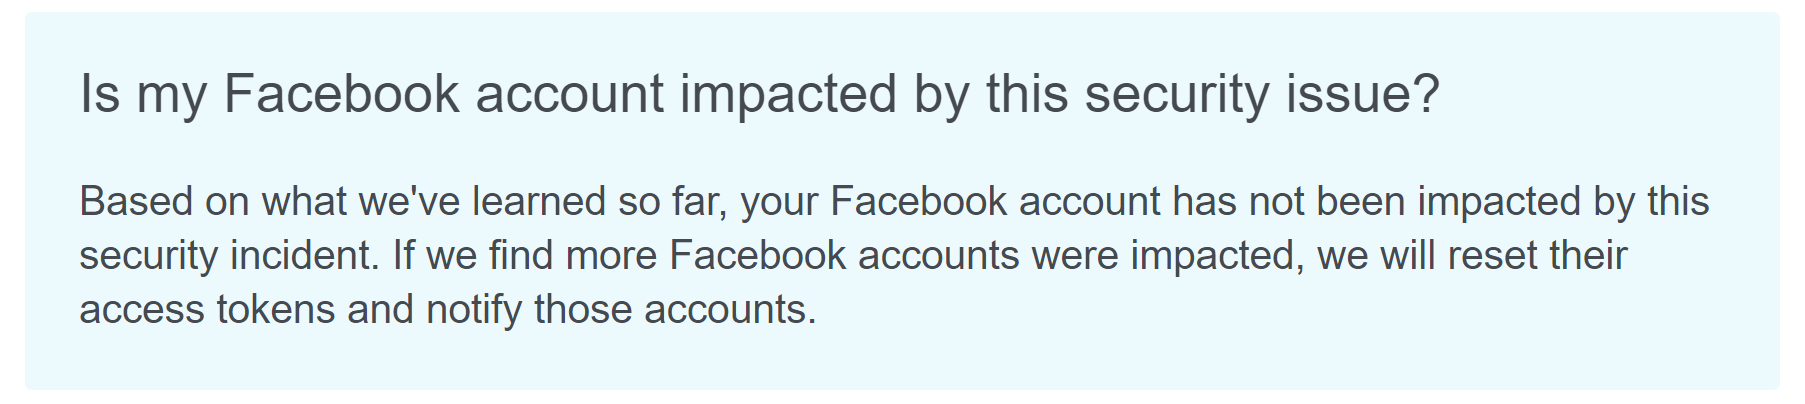 Is my Facebook account impacted by this security issue?
Based on what we've learned so far, your Facebook account has not been impacted by this
security incident. If we find more Facebook accounts were impacted, we will reset their
access tokens and notify those accounts.